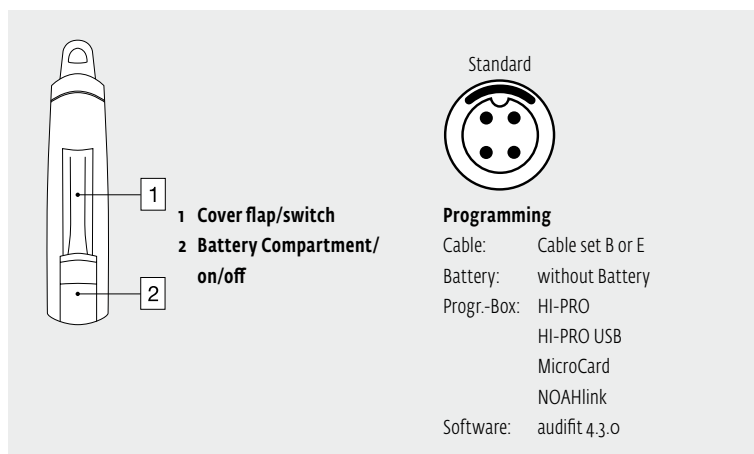 1
2
1 Cover flap/switch
2 Battery Compartment/
on/off
Standard
Programming
Cable: Cable set B or E
Battery: without Battery
Progr.-Box: HI-PRO
HI-PRO USB
MicroCard
NOAHlink
Software: audifit 4.3.0